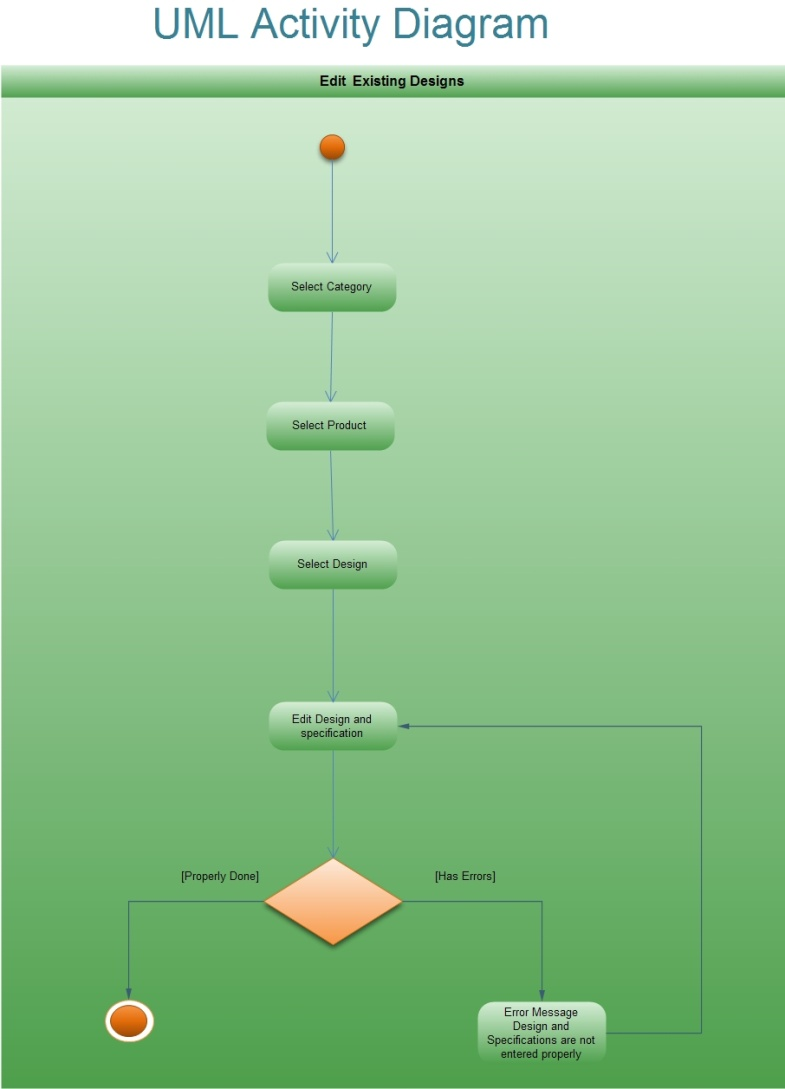 UML Activity Diagram
Edit Existing Designs
Select Category
Select Product
Select Design
Edit Design and
specification
[Properly Done]
[Has Errors]
Error Message
Design and
Specifications are not
entered properly